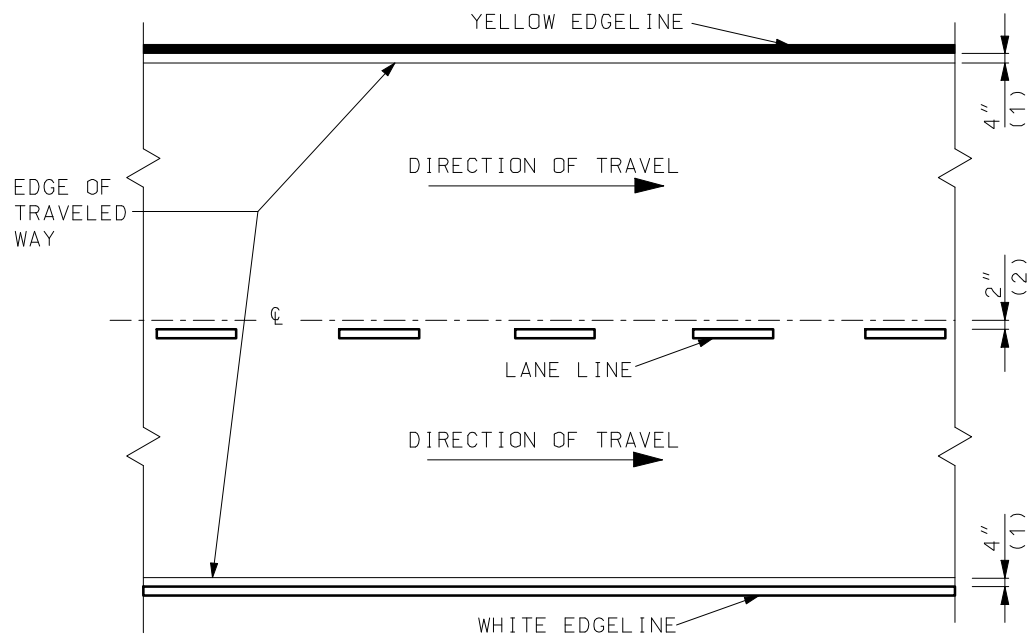 YELLOW EDGELINE
4"
(1)
DIRECTION OF TRAVEL
EDGE OF
TRAVELED
WAY
2"
(2)
℄
LANE LINE
DIRECTION OF TRAVEL
4"
(1)
WHITE EDGELINE